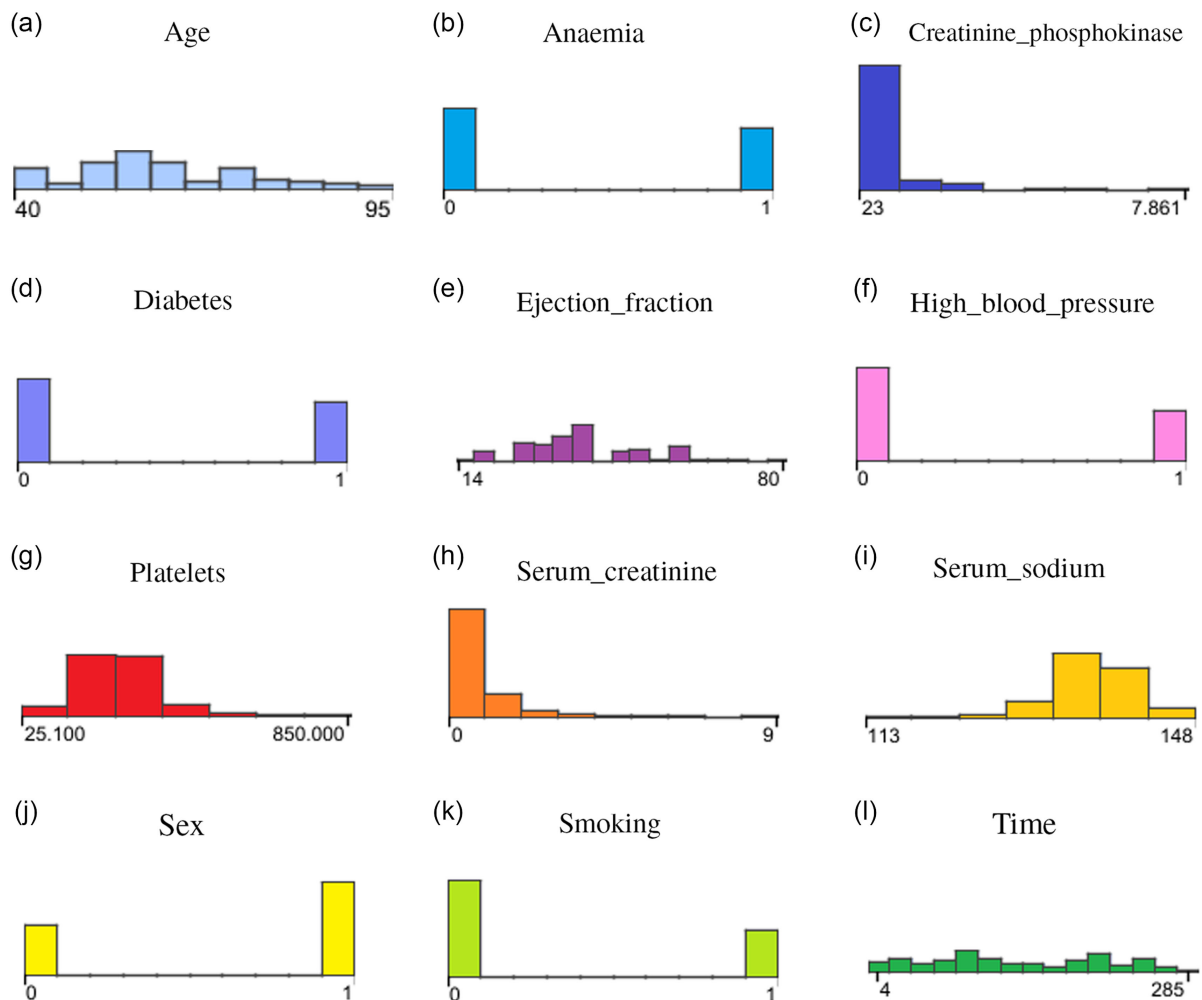 (a)
Age
40
95
(b)
Anaemia
0
1
(c)
Creatinine_phosphokinase
23
7.861
(d)
Diabetes
0
1
(e)
Ejection_fraction
14
80
(f)
High_blood_pressure
0
1
(g)
Platelets
25.100
850.000
(h)
Serum_creatinine
0
9
(i)
Serum_sodium
113
148
(j)
Sex
0
1
(k)
Smoking
0
1
(l)
Time
4
285